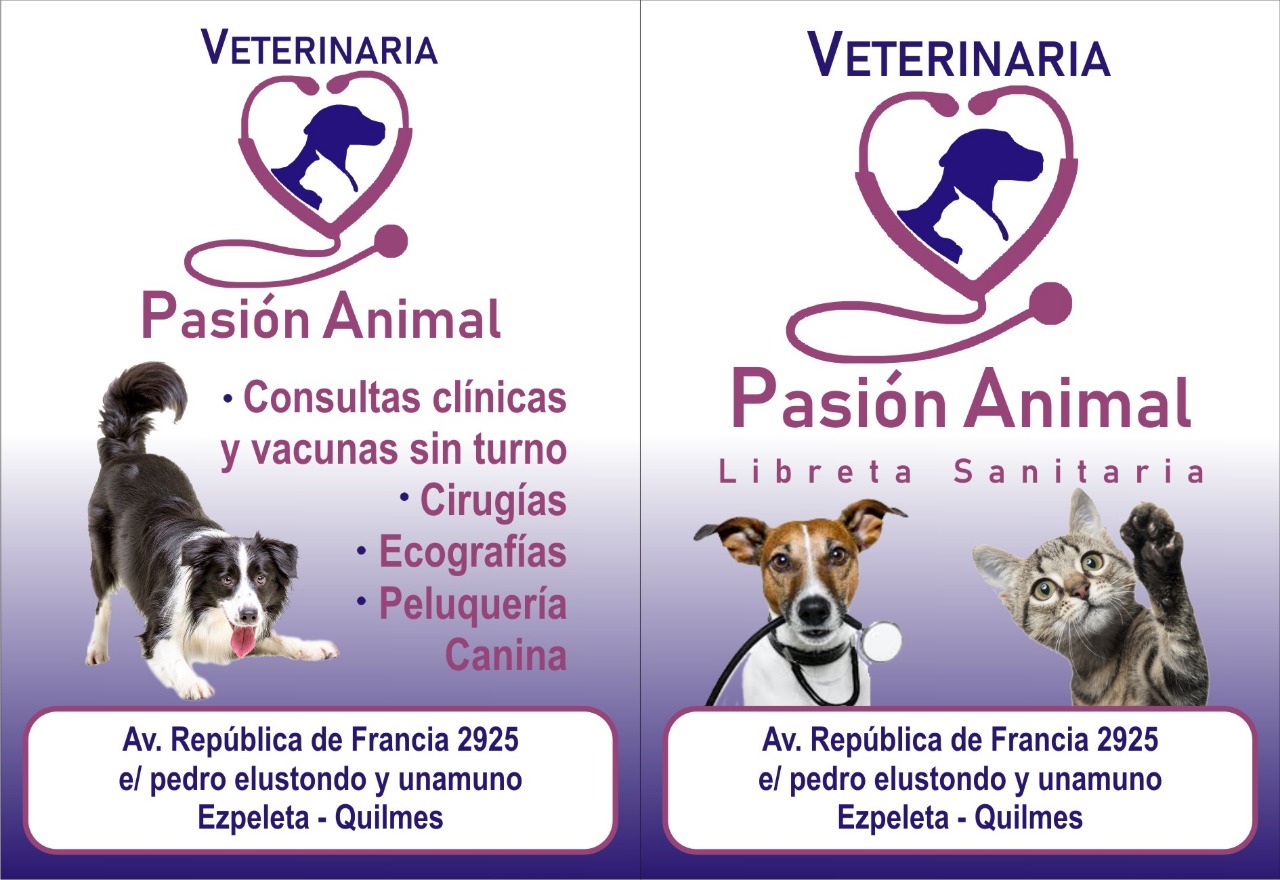 VETERINARIA
Pasión Animal
• Consultas clínicas
y vacunas sin turno
• Cirugías
• Ecografías
• Peluquería
Canina
Av. República de Francia 2925
e/ pedro elustondo y unamuno
Ezpeleta - Quilmes
VETERINARIA
Pasión Animal
Libreta Sanitaria
Av. República de Francia 2925
e/ pedro elustondo y unamuno
Ezpeleta - Quilmes